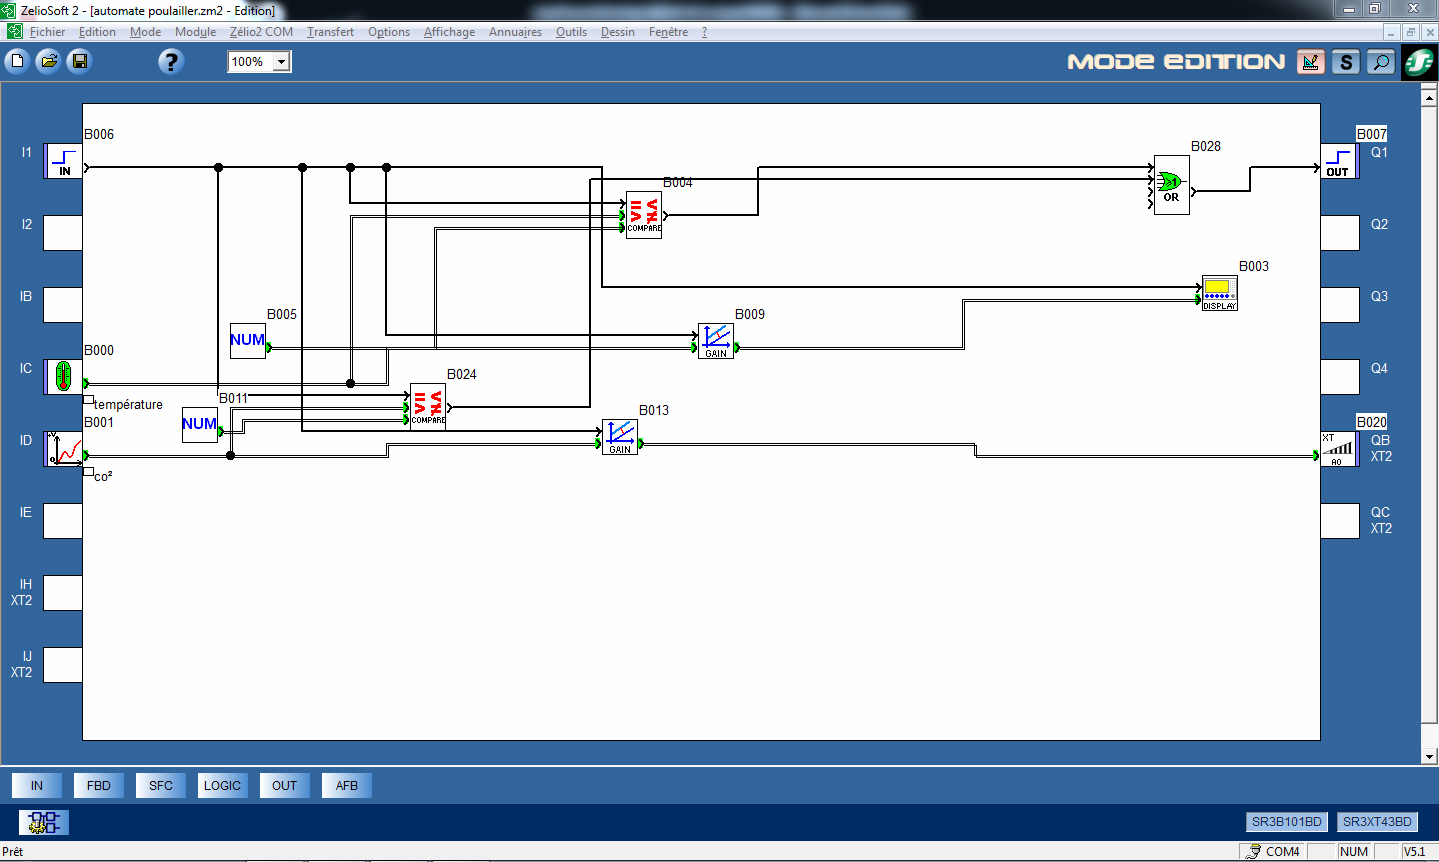 ZelioSoft 2 - [automate poulailler.zm2 - Edition]
Fichier Edition Mode Module Zélio2 COM Transfert Options Affichage Annuaires Outils Dessin Fenêtre ?
? 100% MODE EDITION S
B006 B007
I1 IN B028 OUT Q1
≥1 OR
B004
I2 COMPARE Q2
B003
DISPLAY
IB B005 B009 Q3
NUM GAIN
B000
IC B024 Q4
COMPARE
température B011 B013
NUM GAIN
B001 B020
ID +V 0 XT AO QB
XT2
co²
IE QC
XT2
IH
XT2
IJ
XT2
IN FBD SFC LOGIC OUT AFB
SR3B101BD SR3XT43BD
Prêt COM4 NUM V5.1